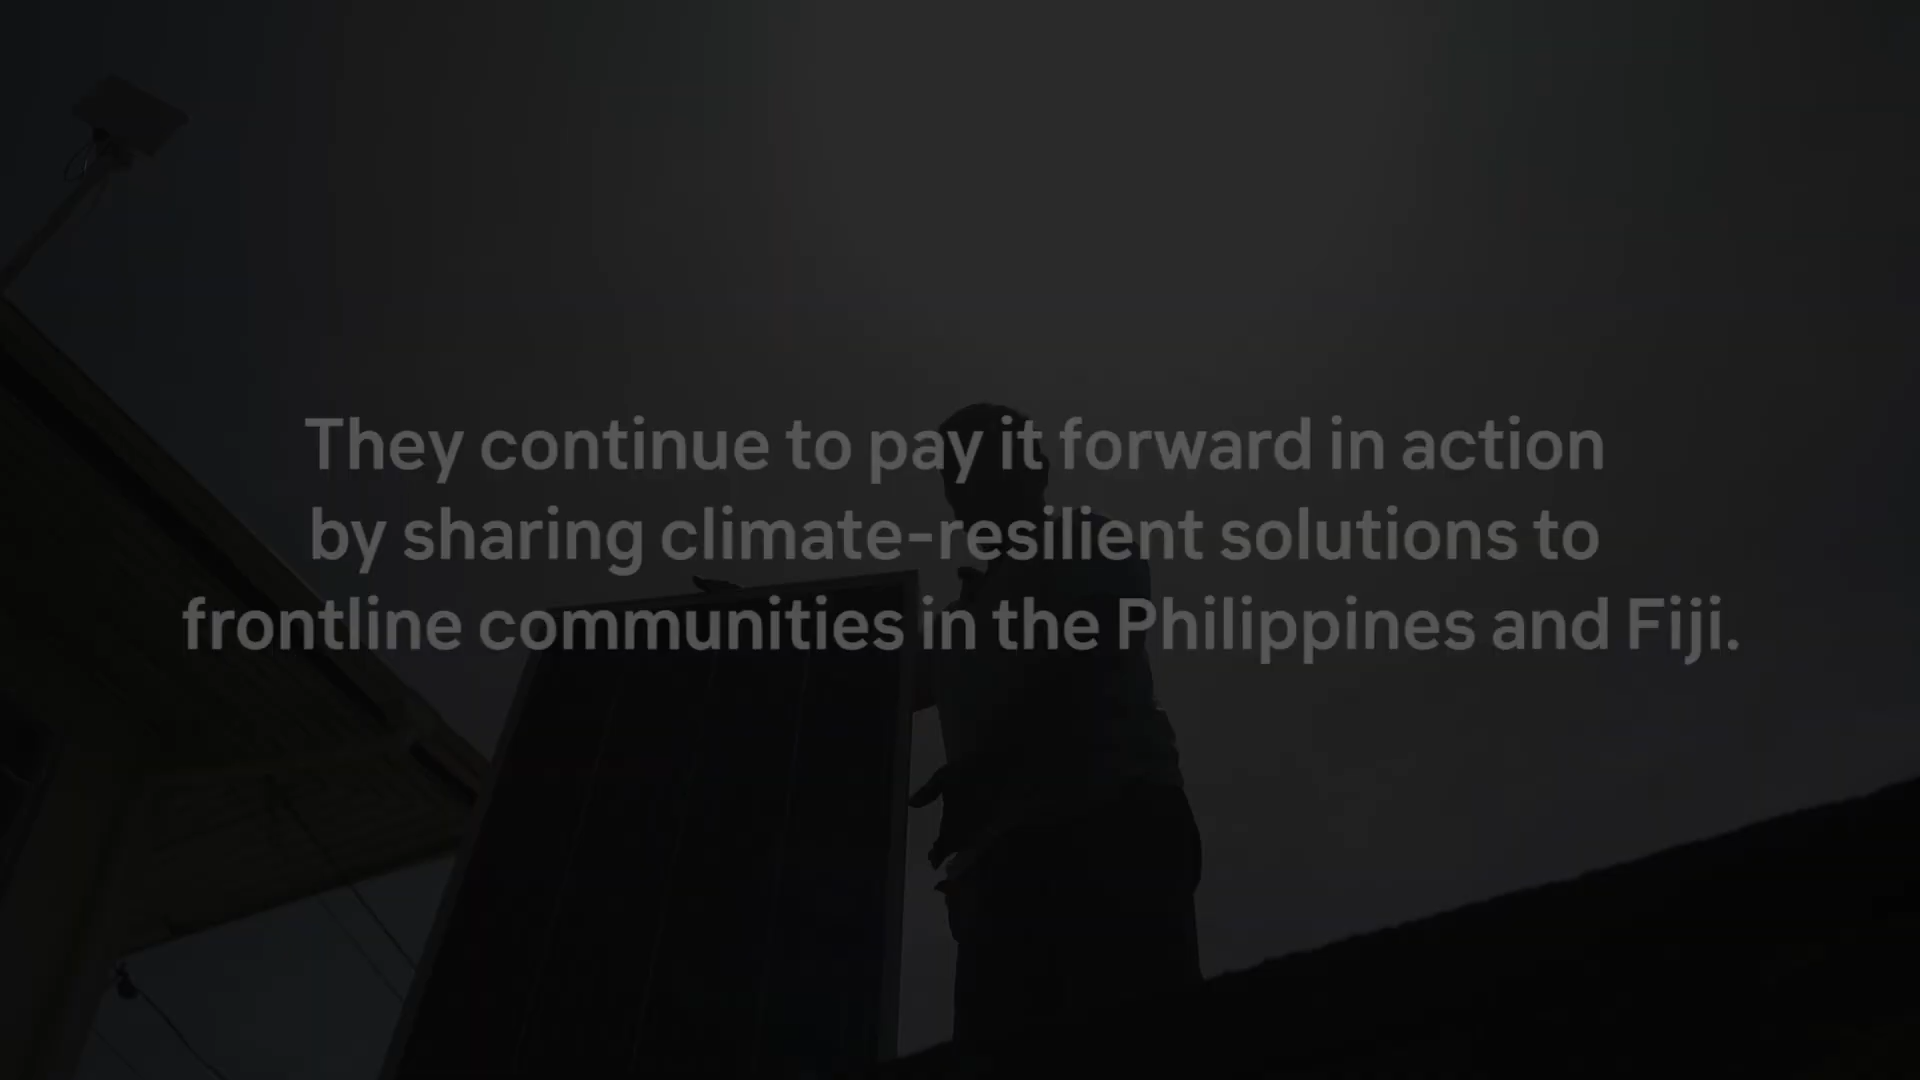 They continue to pay it forward in action
by sharing climate-resilient solutions to
frontline communities in the Philippines and Fiji.